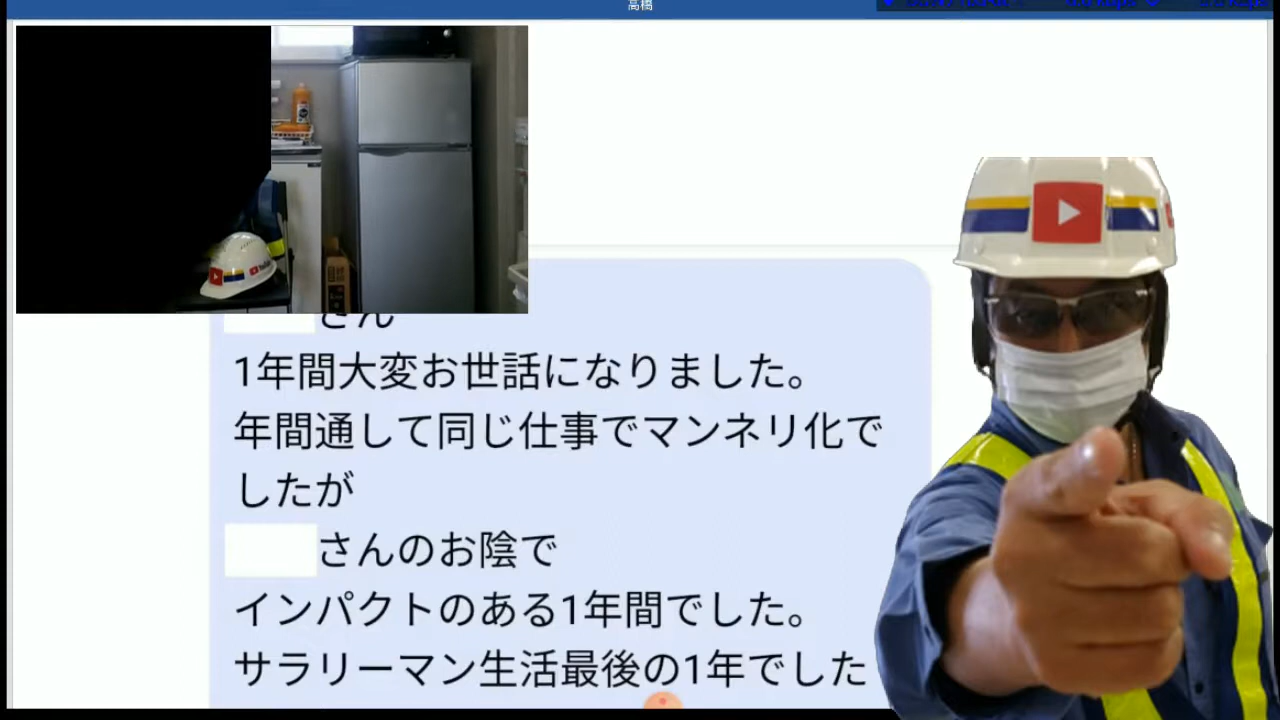 高橋
さん
1年間大変お世話になりました。
年間通して同じ仕事でマンネリ化で
したが
さんのお陰で
インパクトのある1年間でした。
サラリーマン生活最後の1年でした